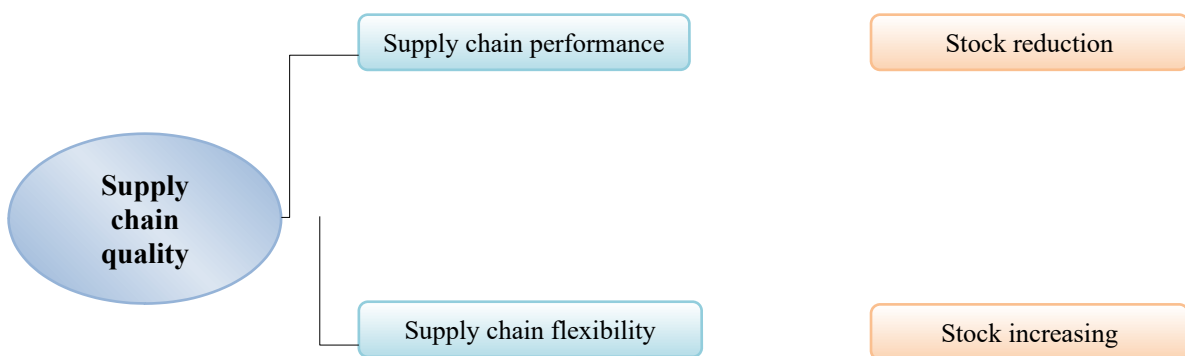 Supply chain performance
Stock reduction
Supply
chain
quality
Supply chain flexibility
Stock increasing